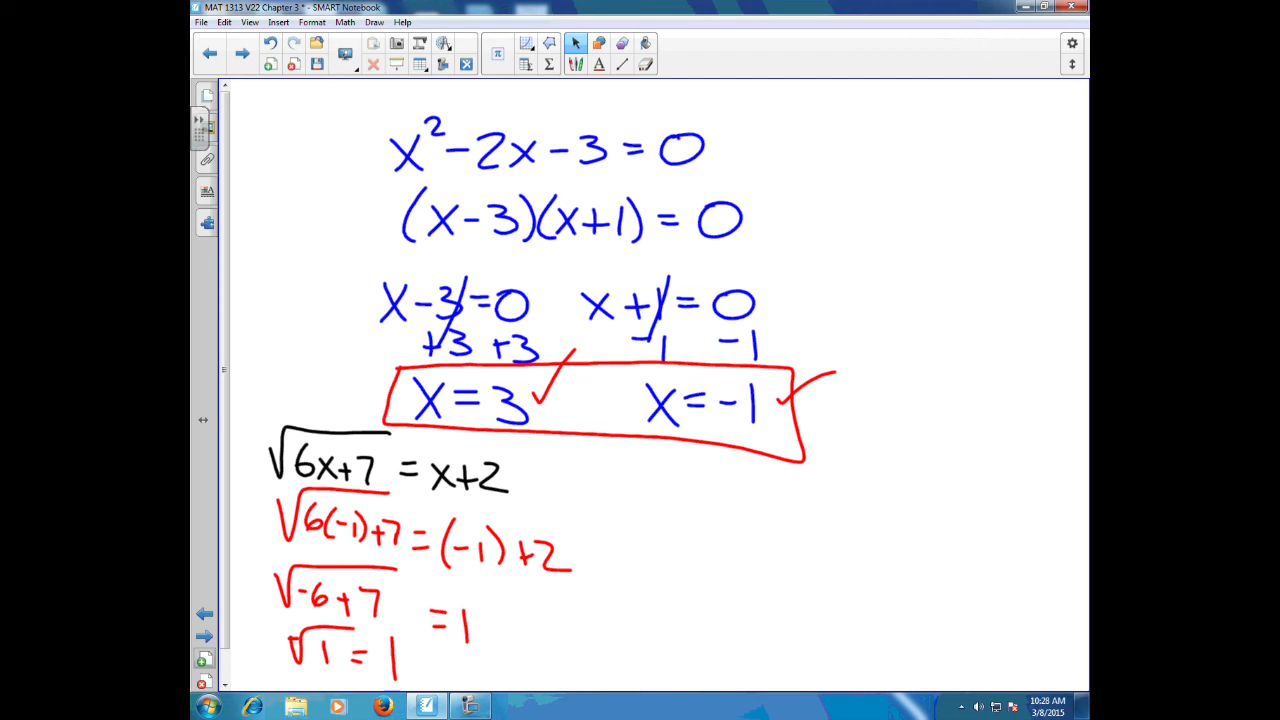 MAT 1313 V22 Chapter 3 * - SMART Notebook
File Edit View Insert Format Math Draw Help
x² - 2x - 3 = 0
(x - 3)(x + 1) = 0
x - 3 = 0 x + 1 = 0
+3 +3 -1 -1
x = 3 ✓ x = -1 ✓
√6x+7 = x+2
√6(-1)+7 = (-1)+2
√-6+7 = 1
√1 = 1
10:28 AM
3/8/2015